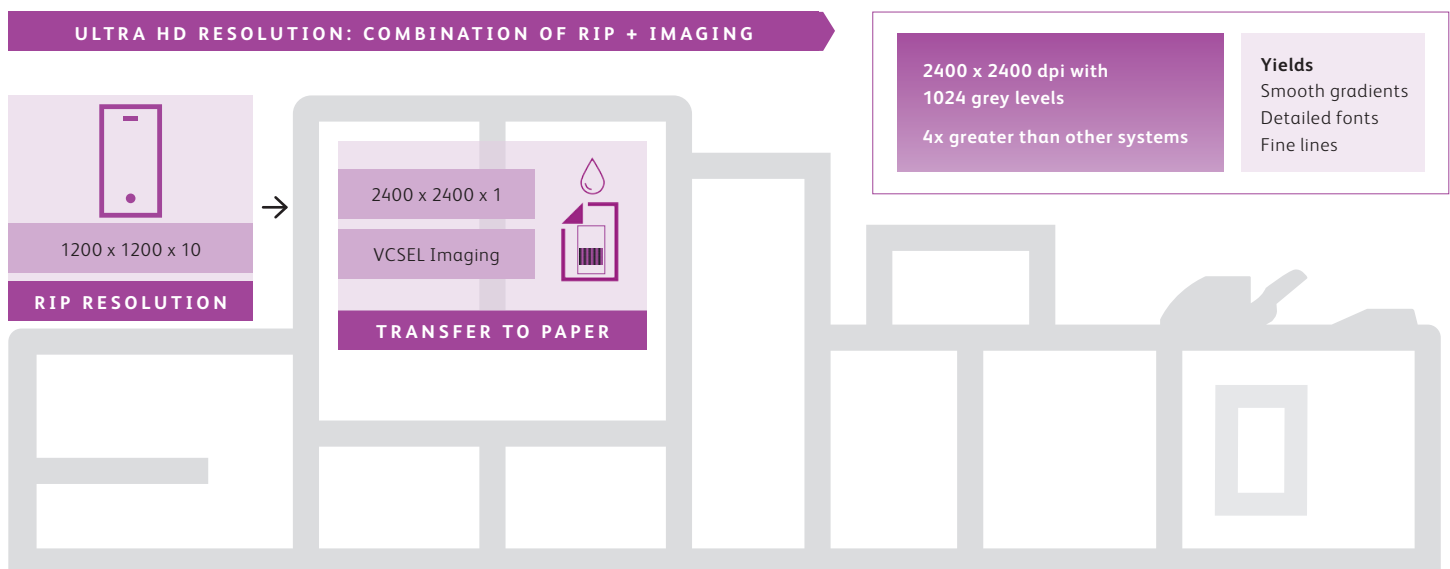 ULTRA HD RESOLUTION: COMBINATION OF RIP + IMAGING
1200 x 1200 x 10
RIP RESOLUTION
2400 x 2400 x 1
VCSEL Imaging
TRANSFER TO PAPER
2400 x 2400 dpi with
1024 grey levels
4x greater than other systems
Yields
Smooth gradients
Detailed fonts
Fine lines